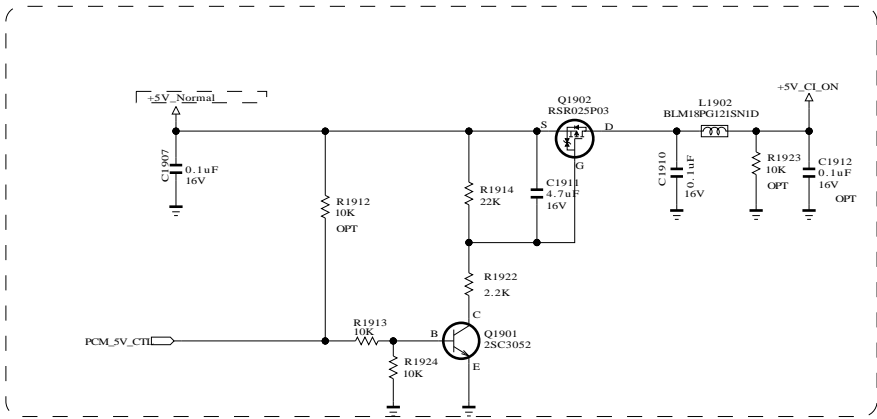 +5V_Normal
C1907
0.1uF
16V
R1912
10K
OPT
R1914
22K
C1911
4.7uF
16V
Q1902
RSR025P03
S
D
G
L1902
BLM18PG121SN1D
+5V_CI_ON
C1910
0.1uF
16V
R1923
10K
OPT
C1912
0.1uF
16V
OPT
R1922
2.2K
PCM_5V_CTL
R1913
10K
R1924
10K
B
C
E
Q1901
2SC3052